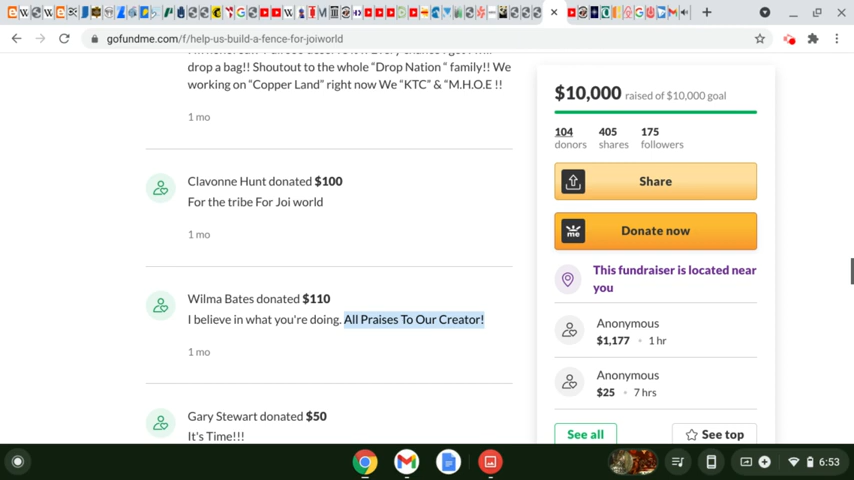 gofundme.com/f/help-us-build-a-fence-for-joiworld
drop a bag!! Shoutout to the whole "Drop Nation " family!! We
working on "Copper Land" right now We "KTC" & "M.H.O.E !!
1 mo
Clavonne Hunt donated $100
For the tribe For Joi world
1 mo
Wilma Bates donated $110
I believe in what you're doing. All Praises To Our Creator!
1 mo
Gary Stewart donated $50
It's Time!!!
$10,000 raised of $10,000 goal
104 405 175
donors shares followers
Share
me Donate now
This fundraiser is located near
you
Anonymous
$1,177 • 1 hr
Anonymous
$25 • 7 hrs
See all See top
6:53